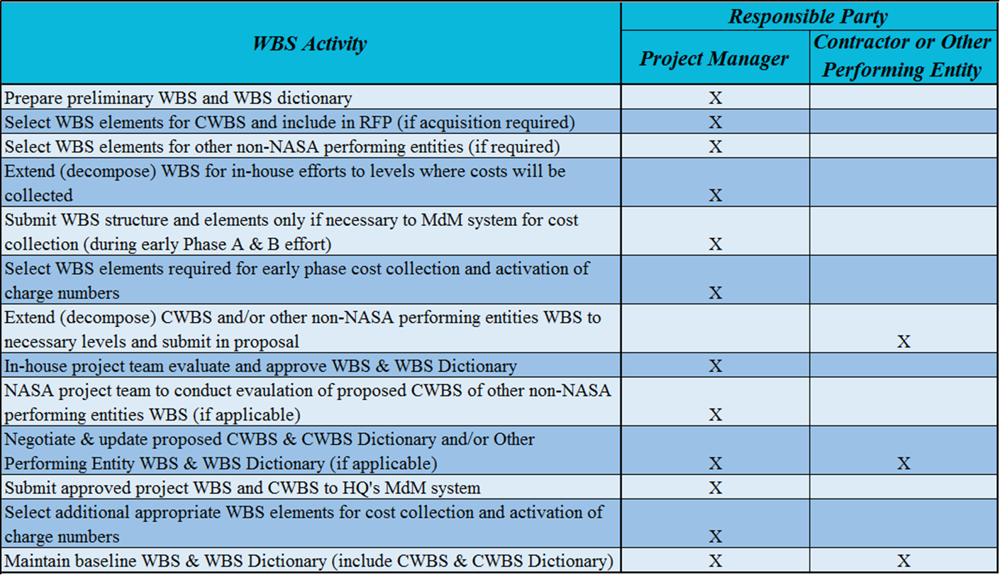 Responsible Party
WBS Activity
Project Manager
Contractor or Other
Performing Entity
Prepare preliminary WBS and WBS dictionary
X
Select WBS elements for CWBS and include in RFP (if acquisition required)
X
Select WBS elements for other non-NASA performing entities (if required)
X
Extend (decompose) WBS for in-house efforts to levels where costs will be
collected
X
Submit WBS structure and elements only if necessary to MdM system for cost
collection (during early Phase A & B effort)
X
Select WBS elements required for early phase cost collection and activation of
charge numbers
X
Extend (decompose) CWBS and/or other non-NASA performing entities WBS to
necessary levels and submit in proposal
X
In-house project team evaluate and approve WBS & WBS Dictionary
X
NASA project team to conduct evaulation of proposed CWBS of other non-NASA
performing entities WBS (if applicable)
X
Negotiate & update proposed CWBS & CWBS Dictionary and/or Other
Performing Entity WBS & WBS Dictionary (if applicable)
X X
Submit approved project WBS and CWBS to HQ's MdM system
X
Select additional appropriate WBS elements for cost collection and activation of
charge numbers
X
Maintain baseline WBS & WBS Dictionary (include CWBS & CWBS Dictionary)
X X